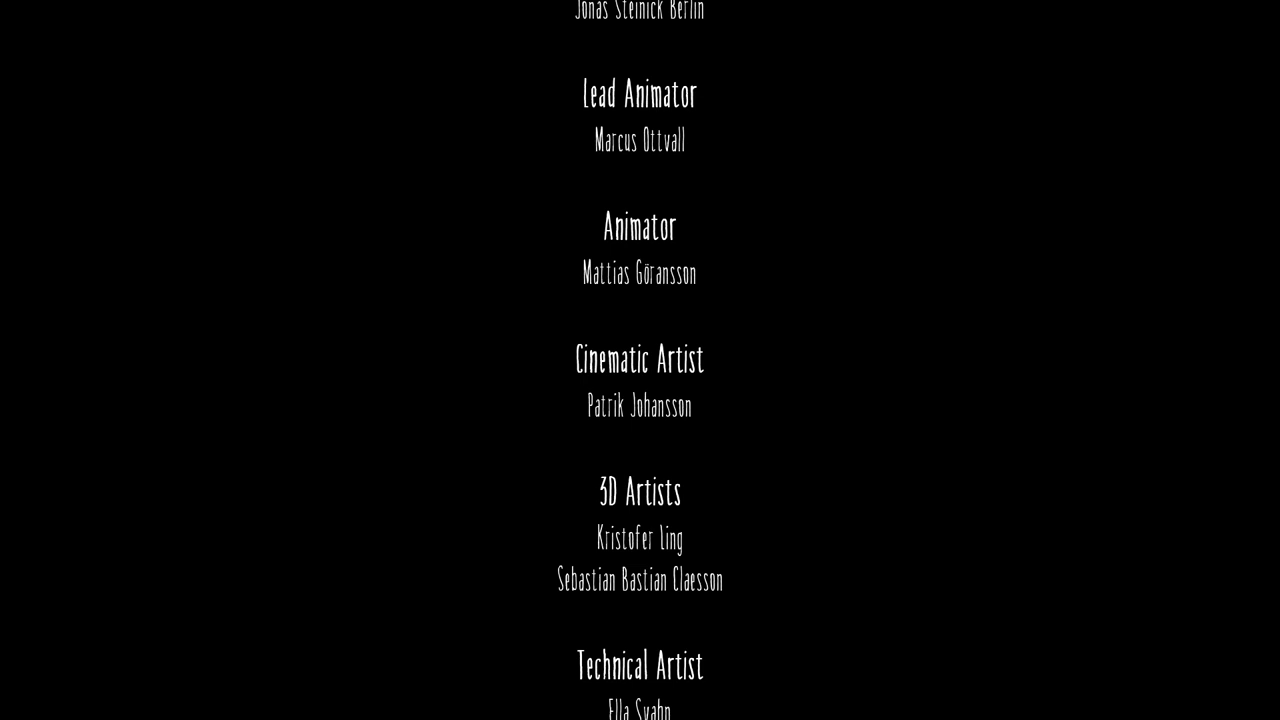 Jonas Steinick Berlin
Lead Animator
Marcus Ottvall
Animator
Mattias Göransson
Cinematic Artist
Patrik Johansson
3D Artists
Kristofer Ling
Sebastian Bastian Claesson
Technical Artist
Ella Svahn